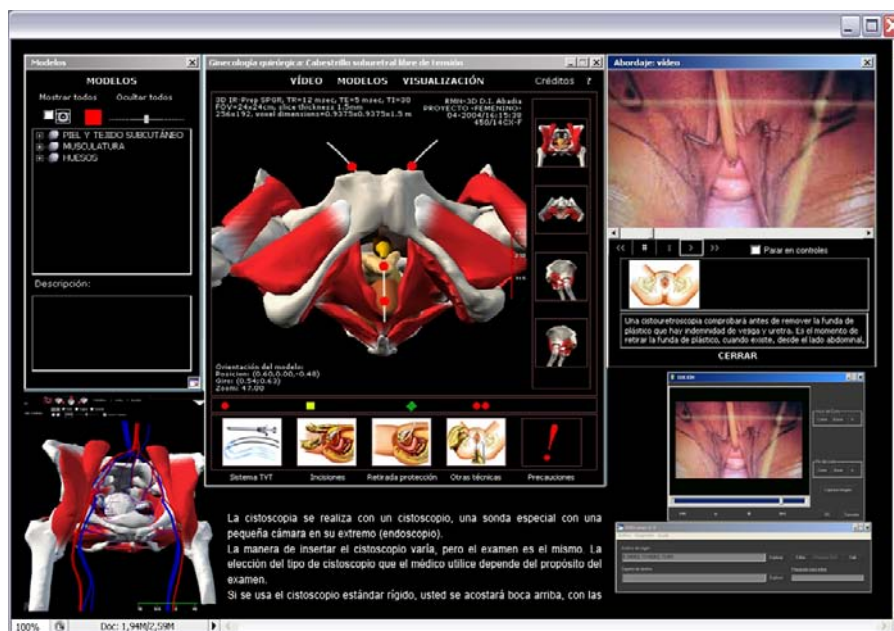 Modelos
MODELOS
Mostrar todos Ocultar todos
PIEL Y TEJIDO SUBCUTÁNEO
MUSCULATURA
HUESOS
Descripción:
Ginecología quirúrgica: Cabestrillo suburetral libre de tensión
VÍDEO MODELOS VISUALIZACIÓN Créditos ?
3D IR-Prep SPGR, TR=12 msec, TE=5 msec, TI=30
FOV=24x24cm, slice thickness 1.5mm
256x192, voxel dimensions=0.9375x0.9375x1.5 m
RMN-3D D.I. Abadia
PROYECTO «FEMENINO»
04-2004/16:15:38
450/14CX-F
Orientación del modelo:
Posicion: (0.60;0.00;-0.48)
Giro: (0.54;0.63)
Zoom: 47.00
Sistema TVT Incisiones Retirada protección Otras técnicas Precauciones
Abordaje: vídeo
Parar en controles
Una cistouretroscopia comprobará antes de remover la funda de
plástico que hay indemnidad de vejiga y uretra. Es el momento de
retirar la funda de plástico, cuando existe, desde el lado abdominal,
CERRAR
La cistoscopia se realiza con un cistoscopio, una sonda especial con una
pequeña cámara en su extremo (endoscopio).
La manera de insertar el cistoscopio varía, pero el examen es el mismo. La
elección del tipo de cistoscopio que el médico utilice depende del propósito del
examen.
Si se usa el cistoscopio estándar rígido, usted se acostará boca arriba, con las
100% Doc: 1,94M/2,59M